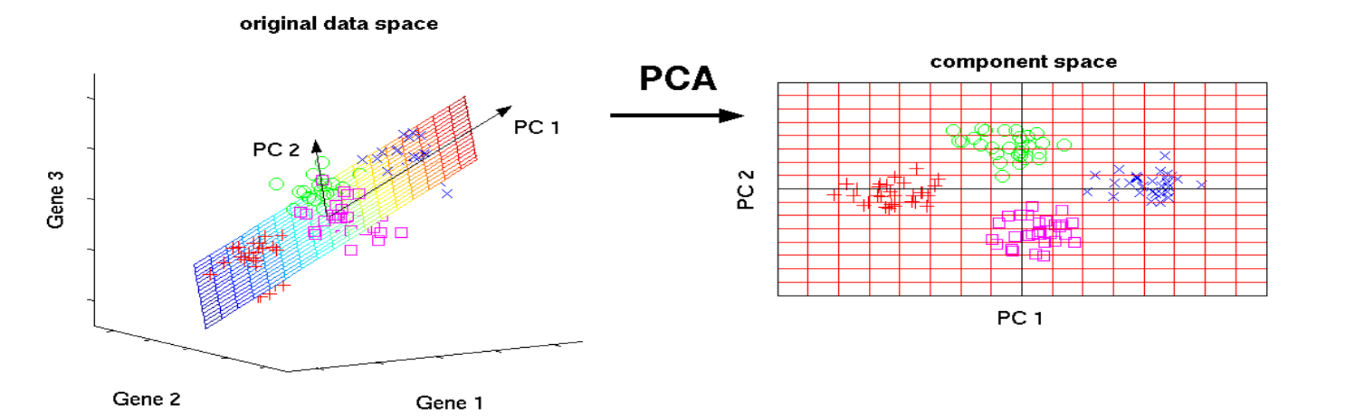 original data space
PCA
component space
PC 1
PC 2
Gene 3
Gene 2
Gene 1
PC 2
PC 1